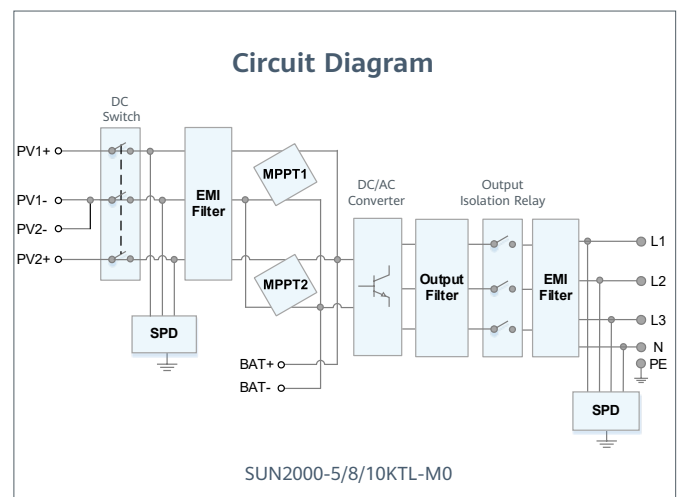 Circuit Diagram
DC
Switch
PV1+
PV1-
PV2-
PV2+
EMI
Filter
SPD
MPPT1
MPPT2
BAT+
BAT-
DC/AC
Converter
Output
Filter
Output
Isolation Relay
EMI
Filter
L1
L2
L3
N
PE
SPD
SUN2000-5/8/10KTL-M0